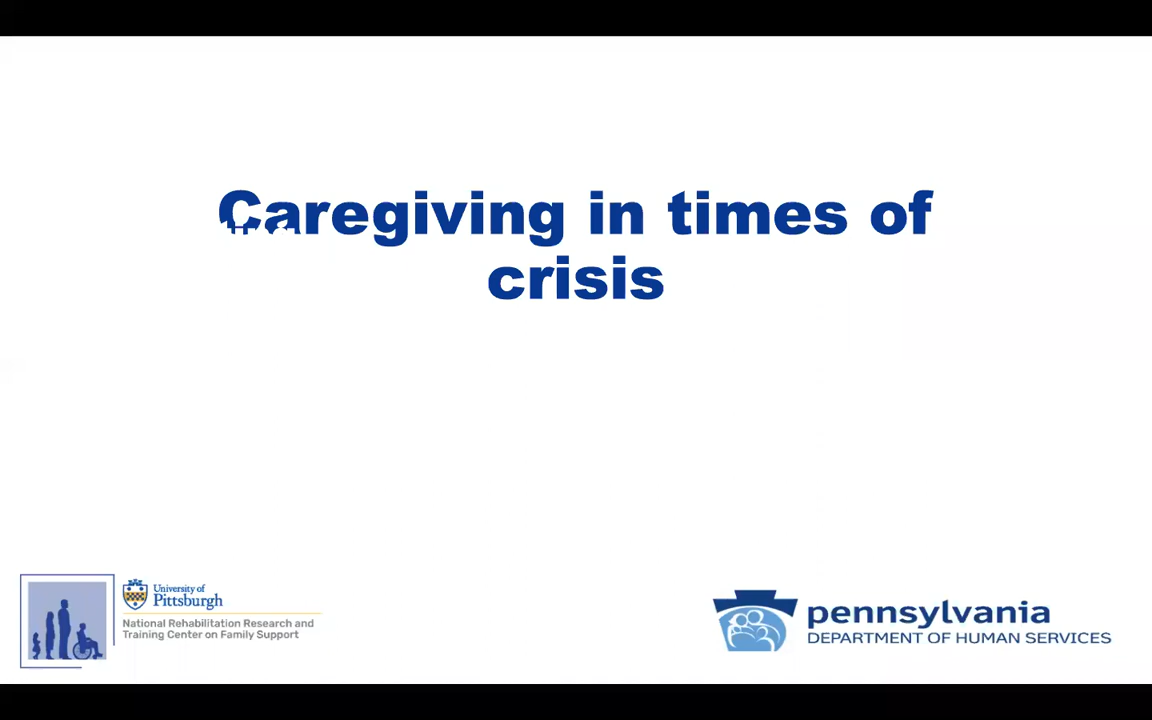 Caregiving in times of
crisis
University of
Pittsburgh
National Rehabilitation Research and
Training Center on Family Support
pennsylvania
DEPARTMENT OF HUMAN SERVICES